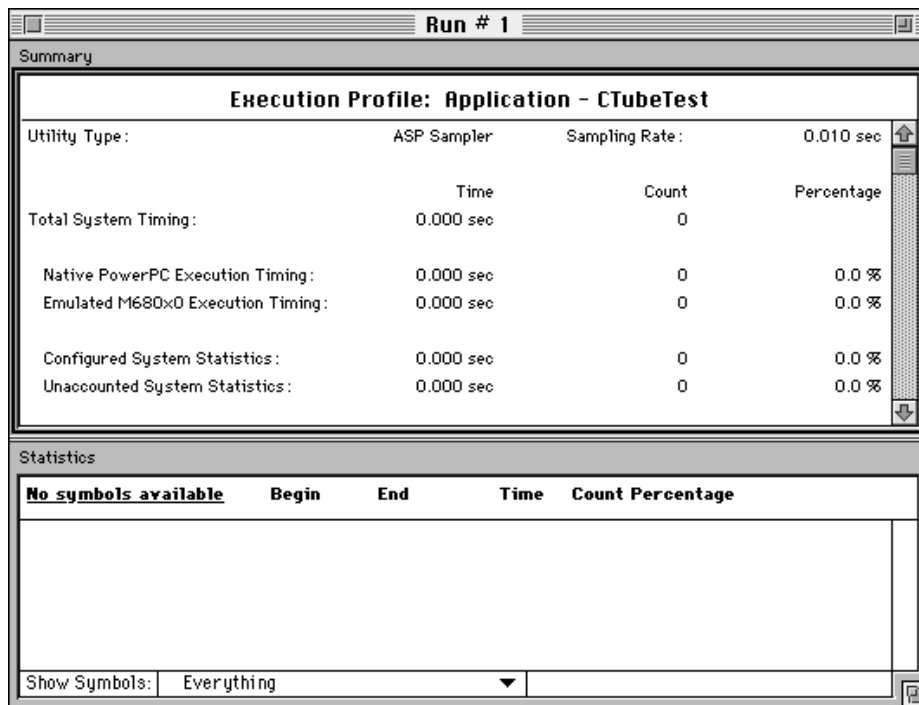 Run # 1
Summary
Execution Profile: Application - CTubeTest
Utility Type: ASP Sampler Sampling Rate: 0.010 sec
Time Count Percentage
Total System Timing: 0.000 sec 0
Native PowerPC Execution Timing: 0.000 sec 0 0.0 %
Emulated M680x0 Execution Timing: 0.000 sec 0 0.0 %
Configured System Statistics: 0.000 sec 0 0.0 %
Unaccounted System Statistics: 0.000 sec 0 0.0 %
Statistics
No symbols available Begin End Time Count Percentage
Show Symbols: Everything